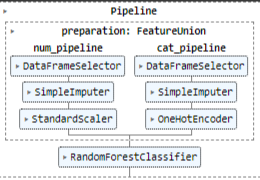 Pipeline
preparation: FeatureUnion
num_pipeline cat_pipeline
DataFrameSelector DataFrameSelector
SimpleImputer SimpleImputer
StandardScaler OneHotEncoder
RandomForestClassifier